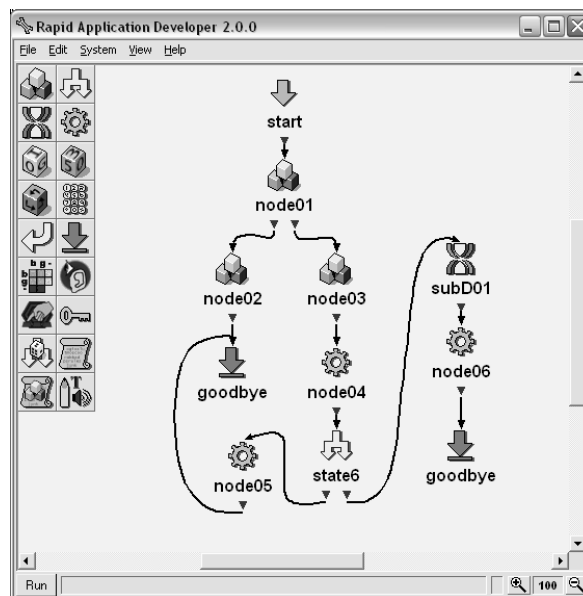 Rapid Application Developer 2.0.0
File Edit System View Help
start
node01
node02 node03 subD01
goodbye node04 node06
node05 state6 goodbye
Run 100